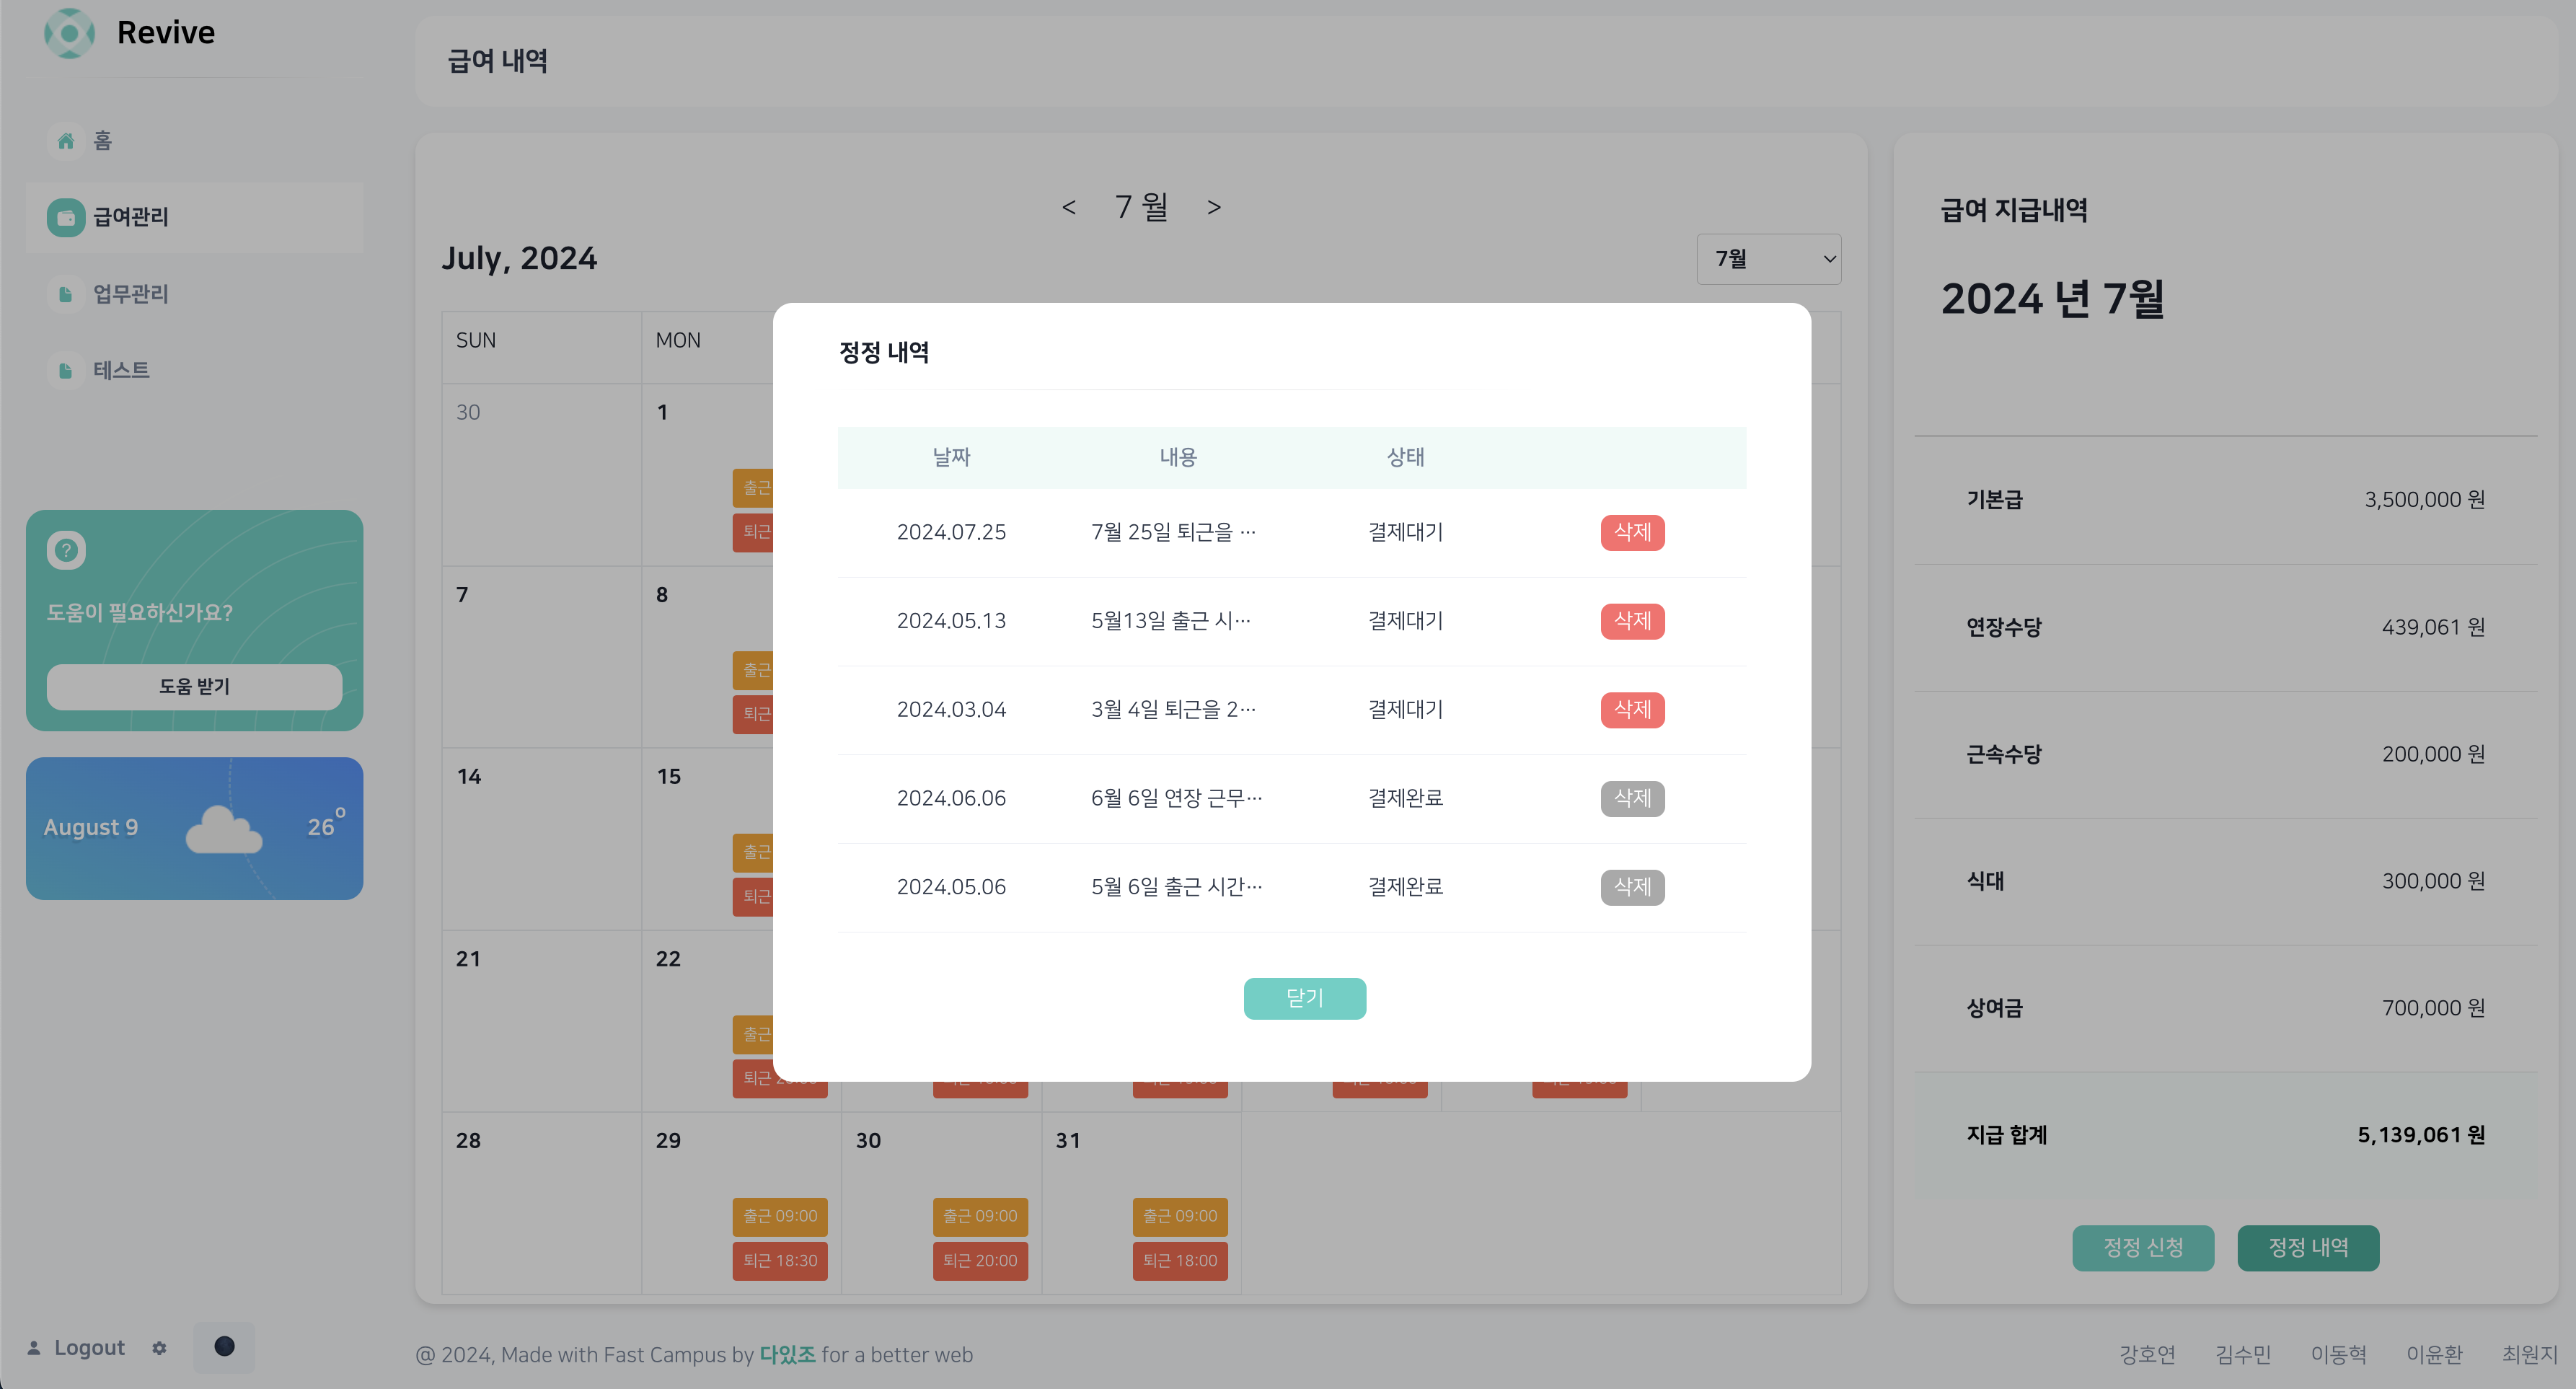 Revive
홈
급여관리
업무관리
테스트
?
도움이 필요하신가요?
도움 받기
August 9 26°
Logout
급여 내역
< 7 월 >
July, 2024
7월
SUN MON
30 1
출근
퇴근
7 8
출근
퇴근
14 15
출근
퇴근
21 22
출근
퇴근
28 29 30 31
출근 09:00 출근 09:00 출근 09:00
퇴근 18:30 퇴근 20:00 퇴근 18:00
정정 내역
날짜 내용 상태
2024.07.25 7월 25일 퇴근을 ··· 결제대기 삭제
2024.05.13 5월13일 출근 시··· 결제대기 삭제
2024.03.04 3월 4일 퇴근을 2··· 결제대기 삭제
2024.06.06 6월 6일 연장 근무··· 결제완료 삭제
2024.05.06 5월 6일 출근 시간··· 결제완료 삭제
닫기
급여 지급내역
2024 년 7월
기본급 3,500,000 원
연장수당 439,061 원
근속수당 200,000 원
식대 300,000 원
상여금 700,000 원
지급 합계 5,139,061 원
정정 신청 정정 내역
@ 2024, Made with Fast Campus by 다있조 for a better web
강호연 김수민 이동혁 이윤환 최원지